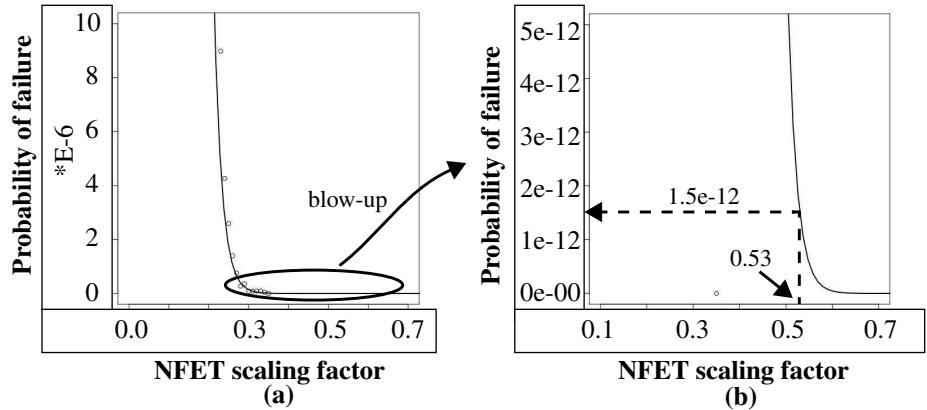 Probability of failure
*E-6
10
8
6
4
2
0
blow-up
0.0
0.3
0.5
0.7
NFET scaling factor
(a)
Probability of failure
5e-12
4e-12
3e-12
2e-12
1e-12
0e-00
1.5e-12
0.53
0.1
0.3
0.5
0.7
NFET scaling factor
(b)